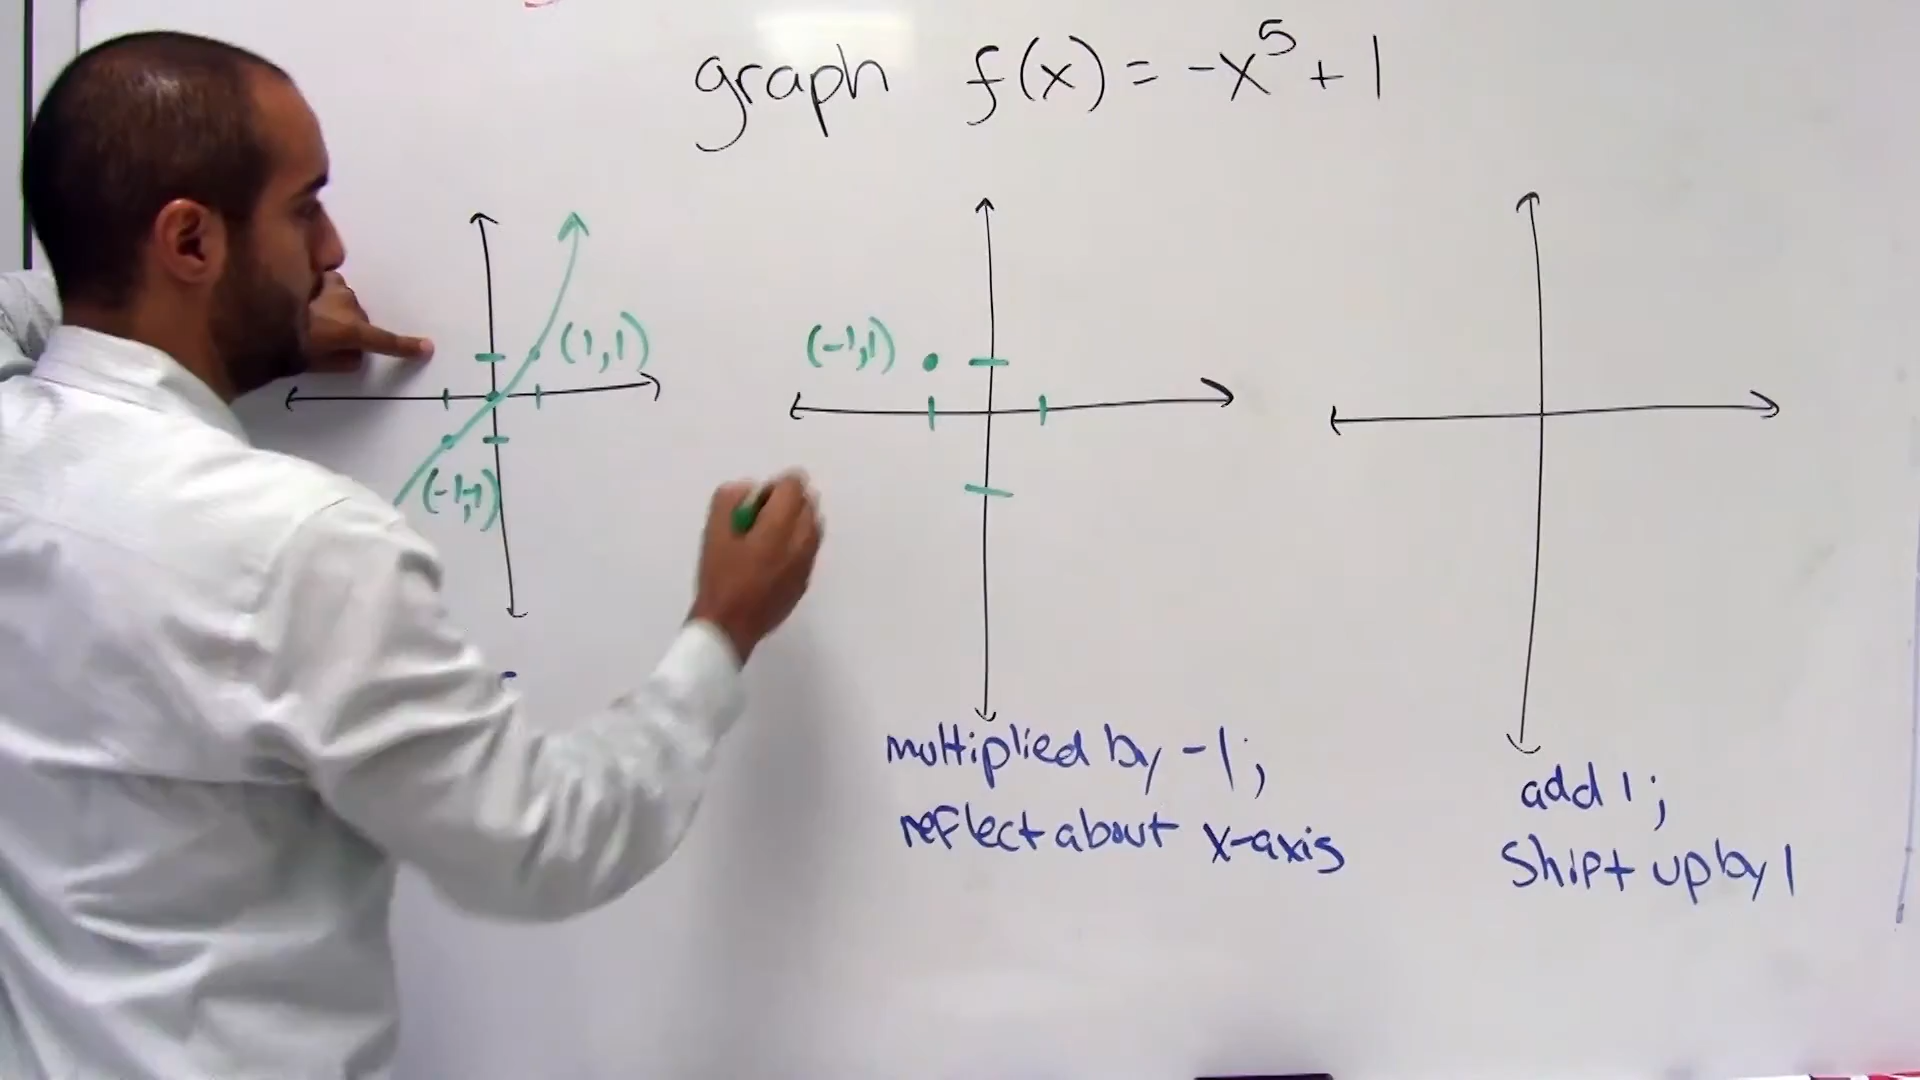 graph f(x) = -x⁵ + 1
(1,1)
(-1,-1)
(-1,1)
multiplied by -1;
reflect about x-axis
add 1;
Shift up by 1